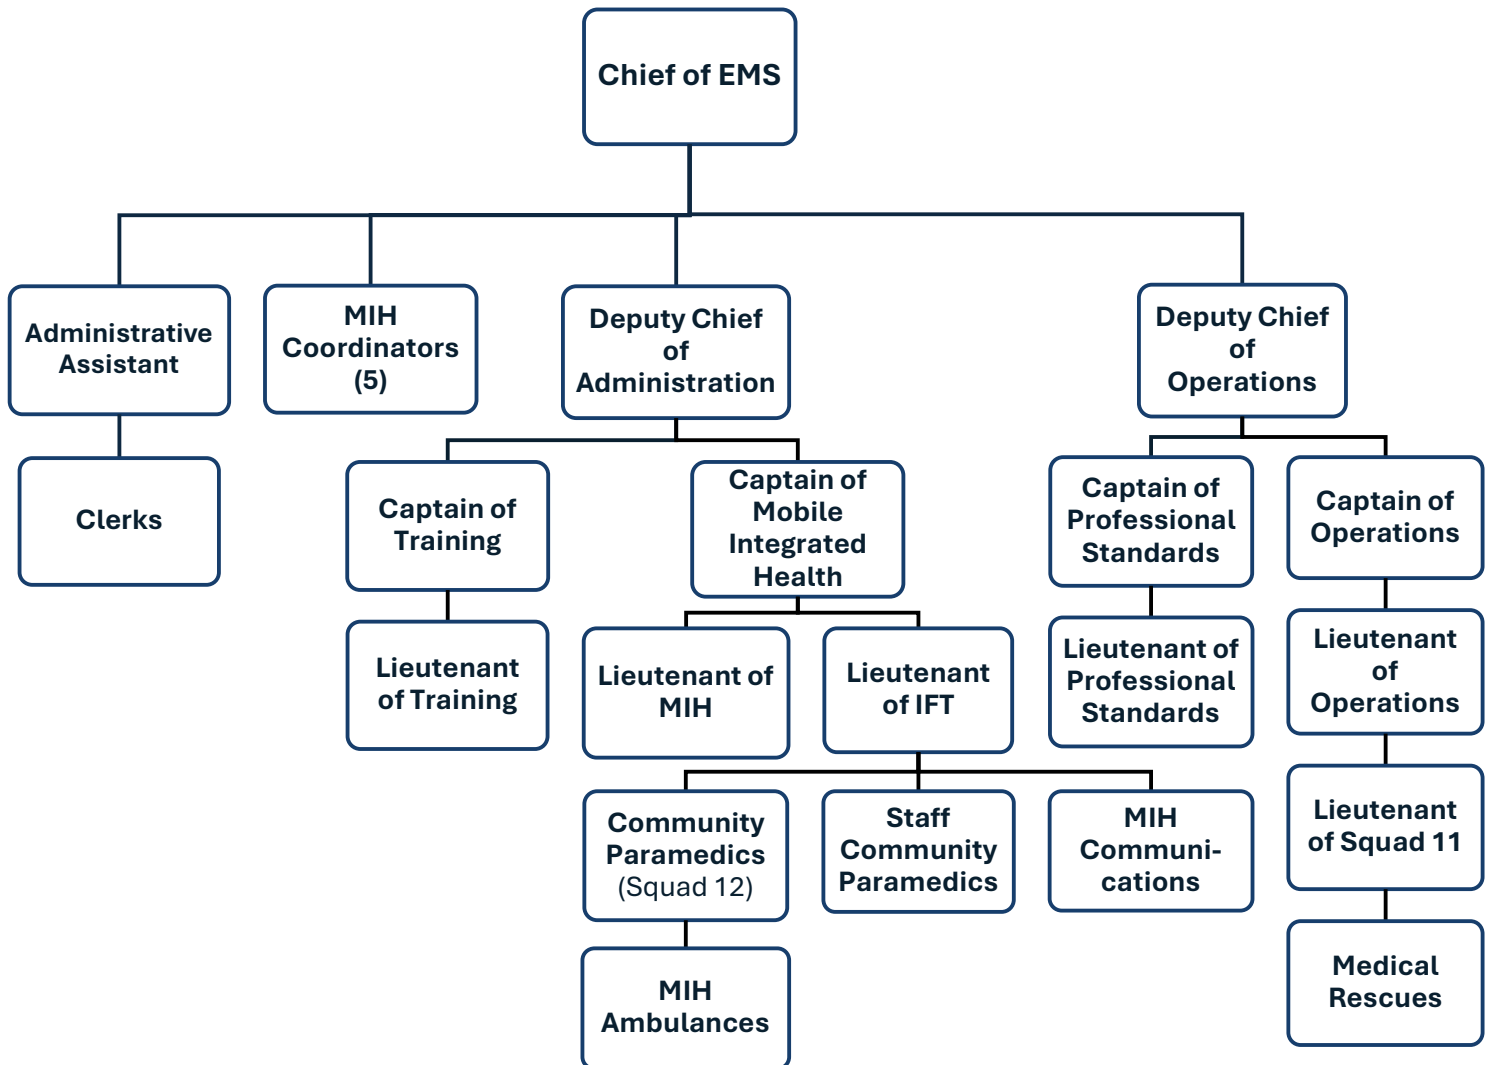 Chief of EMS
Administrative
Assistant
MIH
Coordinators
(5)
Deputy Chief
of
Administration
Deputy Chief
of
Operations
Clerks
Captain of
Training
Captain of
Mobile
Integrated
Health
Captain of
Professional
Standards
Captain of
Operations
Lieutenant
of Training
Lieutenant of
MIH
Lieutenant
of IFT
Lieutenant of
Professional
Standards
Lieutenant
of
Operations
Community
Paramedics
(Squad 12)
Staff
Community
Paramedics
MIH
Communi-
cations
Lieutenant
of Squad 11
MIH
Ambulances
Medical
Rescues